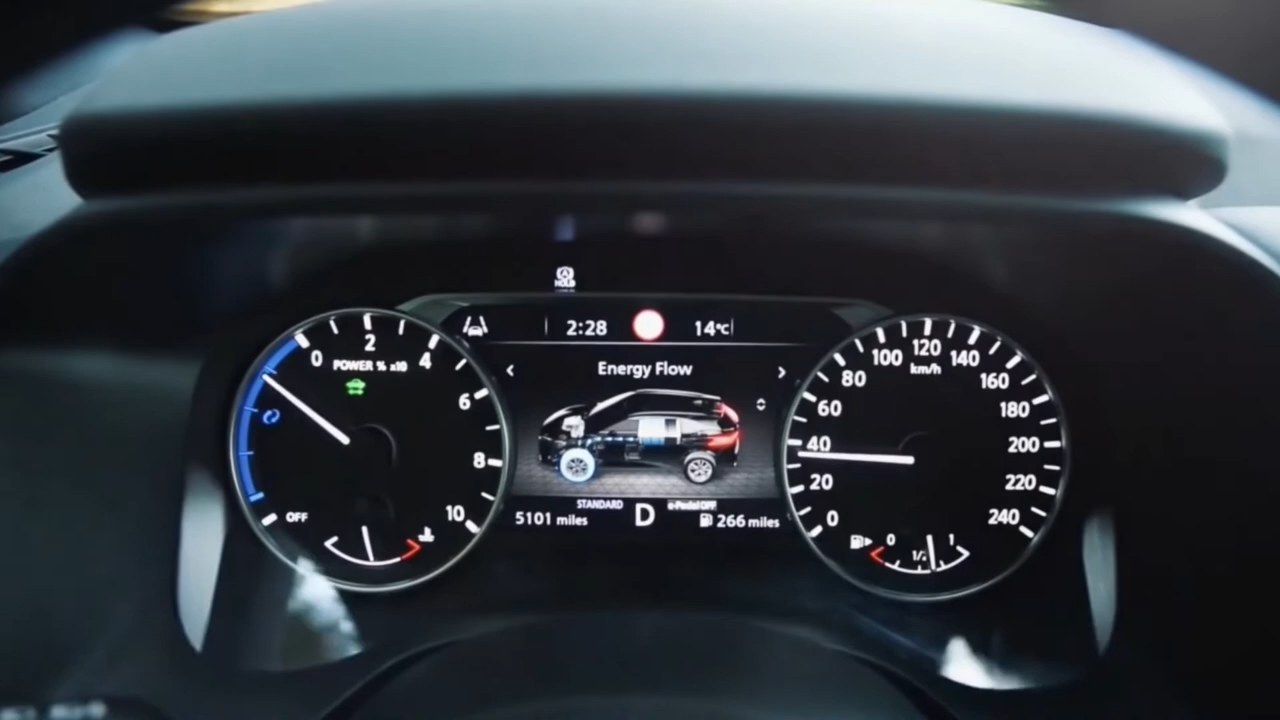 HOLD
2:28
14°C
Energy Flow
STANDARD
e-Pedal OFF
5101 miles
D
266 miles
0
2
4
6
8
10
POWER % x10
OFF
0
20
40
60
80
100
120
140
160
180
200
220
240
km/h
0
1/2
1